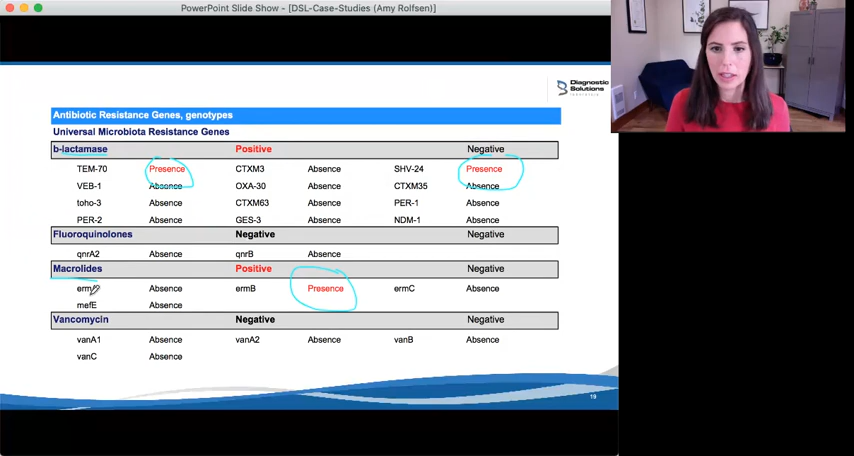 PowerPoint Slide Show - [DSL-Case-Studies (Amy Rolfsen)]
Diagnostic
Solutions
Antibiotic Resistance Genes, genotypes
Universal Microbiota Resistance Genes
b-lactamase Positive Negative
TEM-70 Presence CTXM3 Absence SHV-24 Presence
VEB-1 Absence OXA-30 Absence CTXM35 Absence
toho-3 Absence CTXM63 Absence PER-1 Absence
PER-2 Absence GES-3 Absence NDM-1 Absence
Fluoroquinolones Negative Negative
qnrA2 Absence qnrB Absence
Macrolides Positive Negative
Absence ermB Presence ermC Absence
mefE Absence
Vancomycin Negative Negative
vanA1 Absence vanA2 Absence vanB Absence
vanC Absence
19